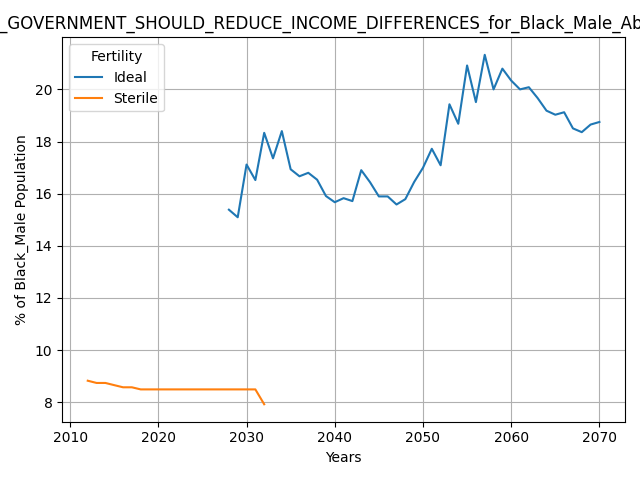 _GOVERNMENT_SHOULD_REDUCE_INCOME_DIFFERENCES_for_Black_Male_Ab
Fertility
Ideal
Sterile
% of Black_Male Population
20
18
16
14
12
10
8
2010 2020 2030 2040 2050 2060 2070
Years